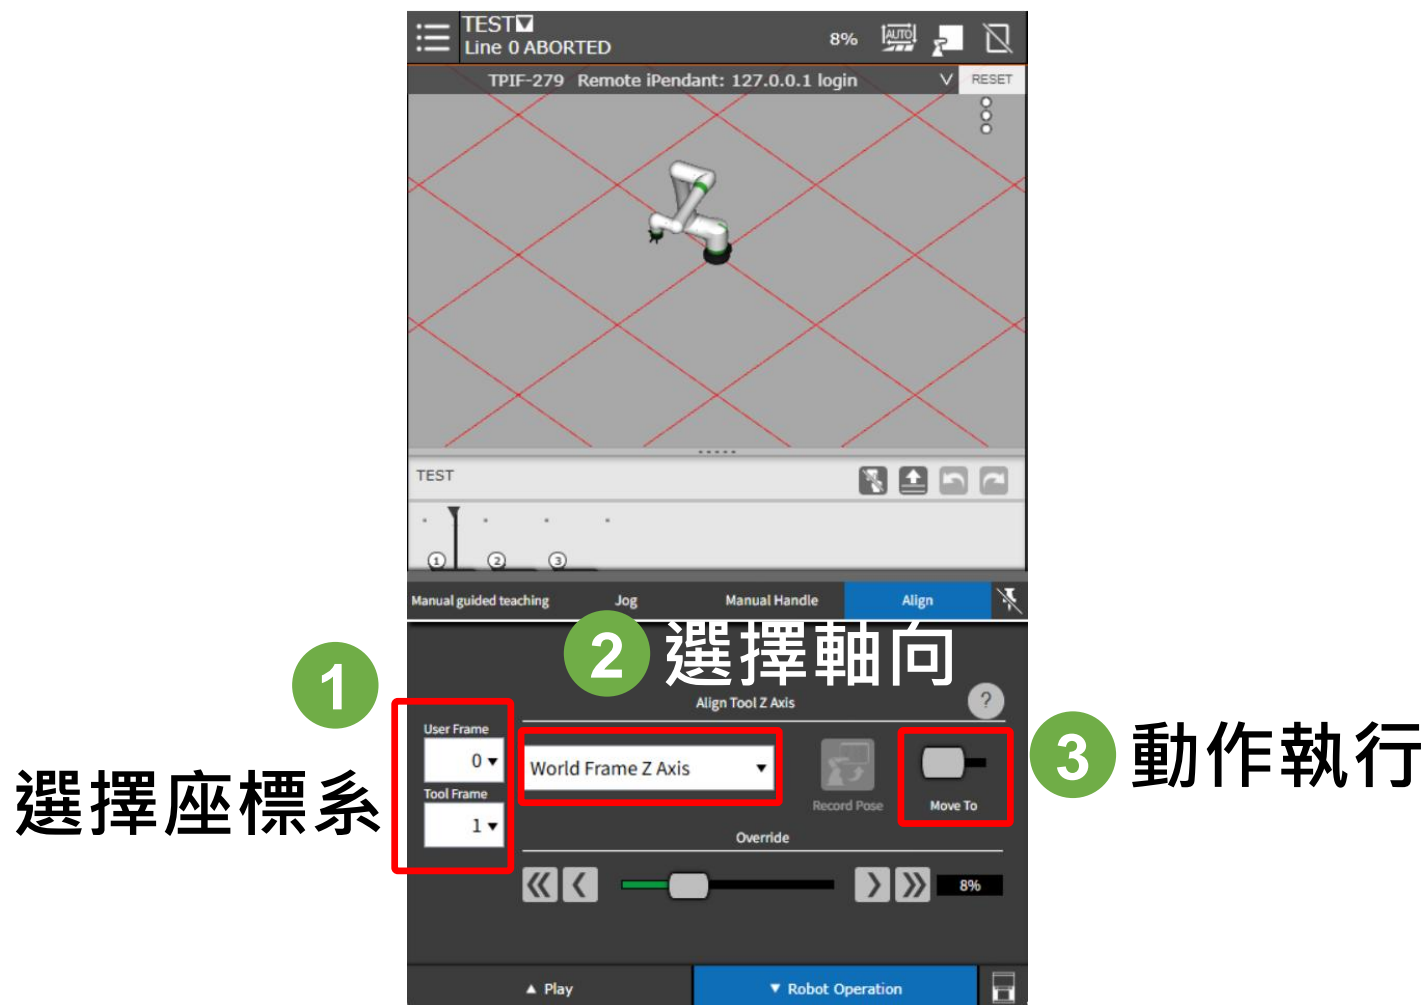 TEST
Line 0 ABORTED
8%
AUTO
TPIF-279 Remote iPendant: 127.0.0.1 login
RESET
TEST
1 2 3
Manual guided teaching Jog Manual Handle Align
2 選擇軸向
1
選擇座標系
Align Tool Z Axis
?
User Frame
0
Tool Frame
1
World Frame Z Axis
Record Pose
Move To
3 動作執行
Override
8%
Play
Robot Operation